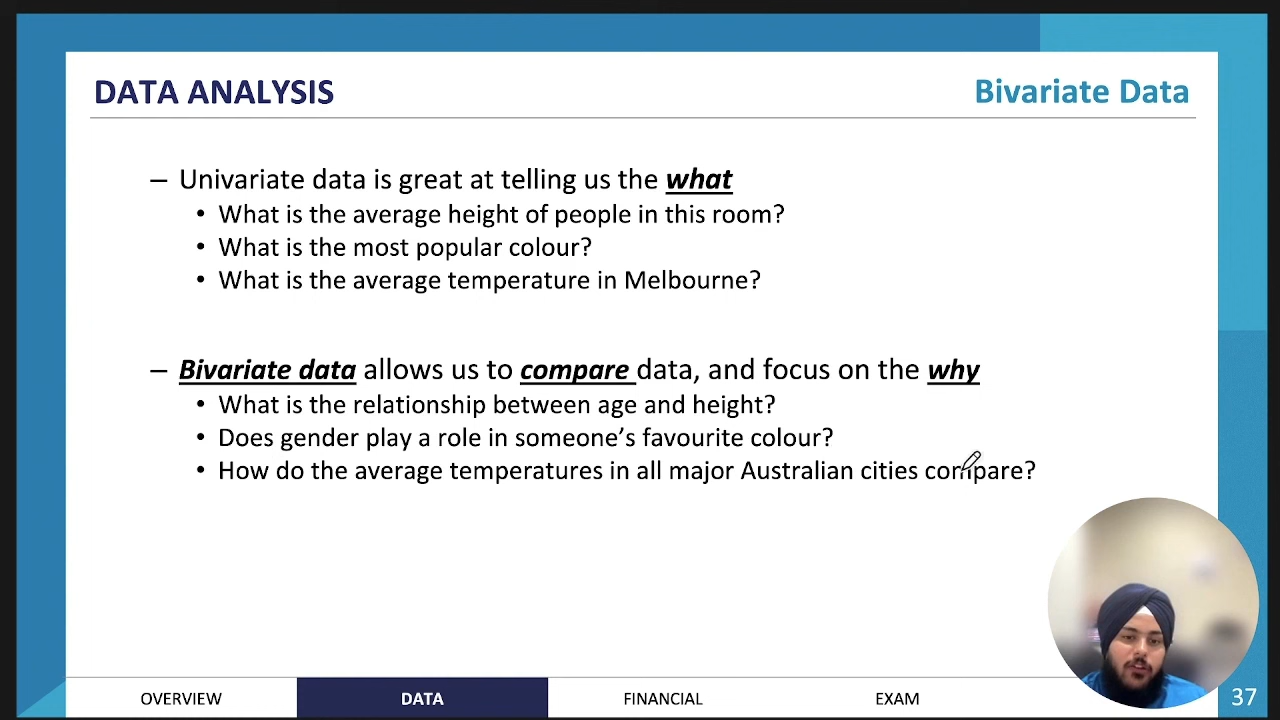 DATA ANALYSIS
Bivariate Data
– Univariate data is great at telling us the what
• What is the average height of people in this room?
• What is the most popular colour?
• What is the average temperature in Melbourne?
– Bivariate data allows us to compare data, and focus on the why
• What is the relationship between age and height?
• Does gender play a role in someone’s favourite colour?
• How do the average temperatures in all major Australian cities compare?
OVERVIEW
DATA
FINANCIAL
EXAM
37